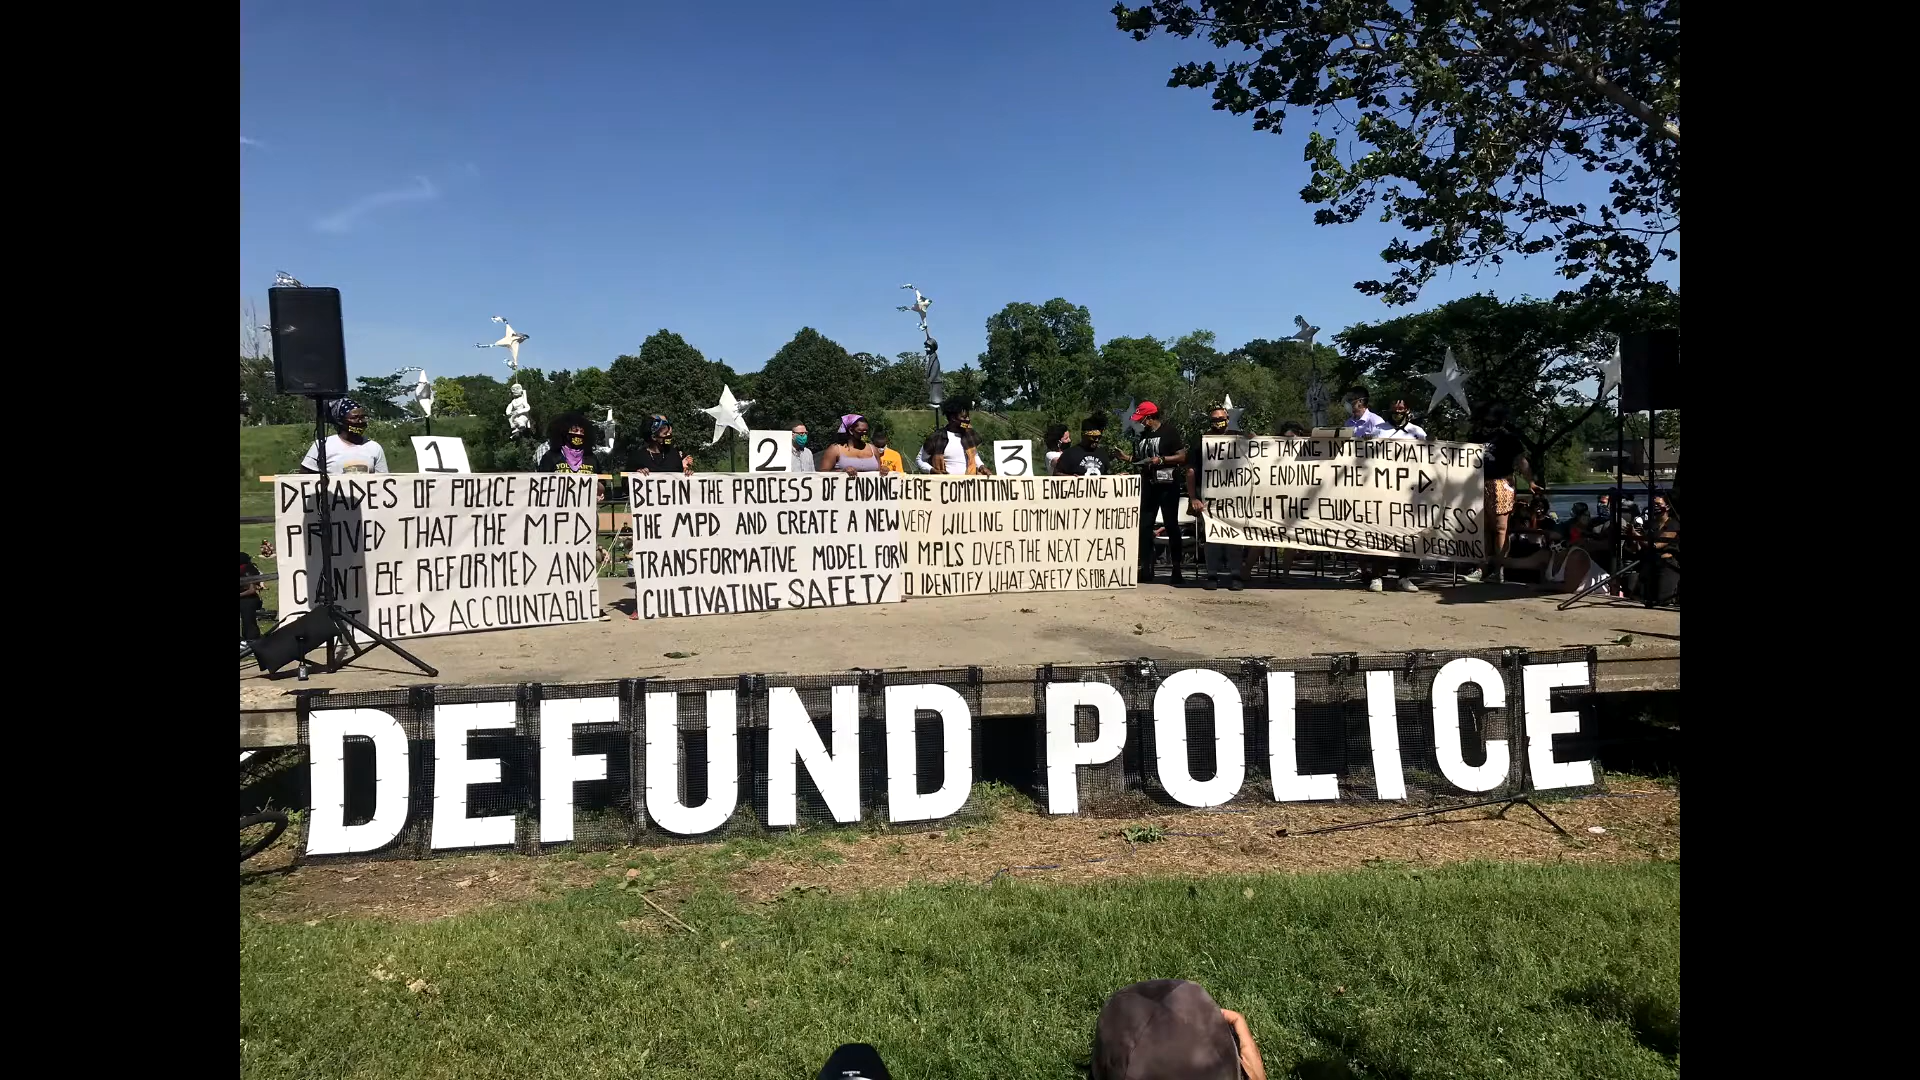 1
DECADES OF POLICE REFORM
PROVED THAT THE M.P.D.
CANT BE REFORMED AND
HELD ACCOUNTABLE
2
BEGIN THE PROCESS OF ENDING
THE MPD AND CREATE A NEW
TRANSFORMATIVE MODEL FOR
CULTIVATING SAFETY
3
ERE COMMITTING TO ENGAGING WITH
VERY WILLING COMMUNITY MEMBER
N MPLS OVER THE NEXT YEAR
O IDENTIFY WHAT SAFETY IS FOR ALL
WE'LL BE TAKING INTERMEDIATE STEPS
TOWARDS ENDING THE M.P.D.
THROUGH THE BUDGET PROCESS
AND OTHER POLICY & BUDGET DECISIONS
DEFUND POLICE